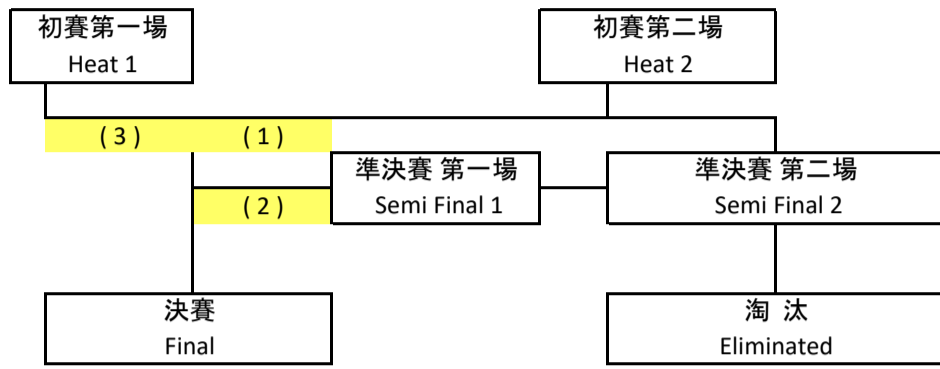 初賽第一場
Heat 1
初賽第二場
Heat 2
( 3 ) ( 1 )
準決賽 第一場
Semi Final 1
準決賽 第二場
Semi Final 2
( 2 )
決賽
Final
淘 汰
Eliminated